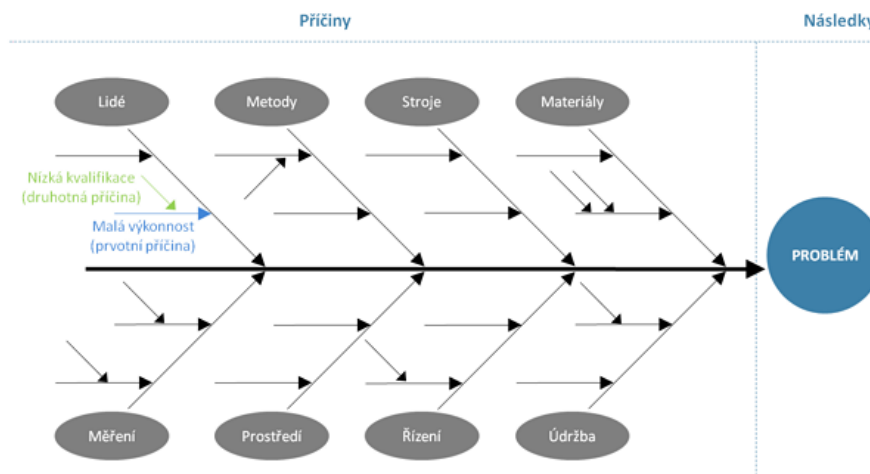 Příčiny
Následky
Lidé
Metody
Stroje
Materiály
Nízká kvalifikace
(druhotná příčina)
Malá výkonnost
(prvotní příčina)
PROBLÉM
Měření
Prostředí
Řízení
Údržba